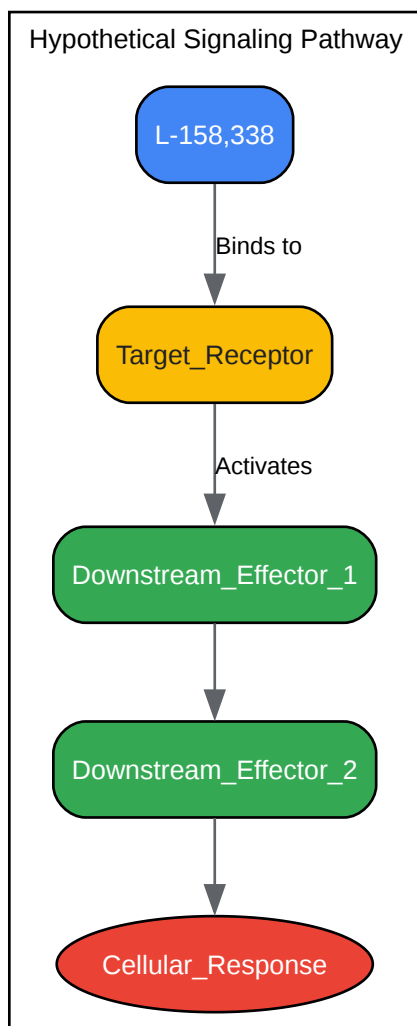 Hypothetical Signaling Pathway
L-158,338
Binds to
Target_Receptor
Activates
Downstream_Effector_1
Downstream_Effector_2
Cellular_Response